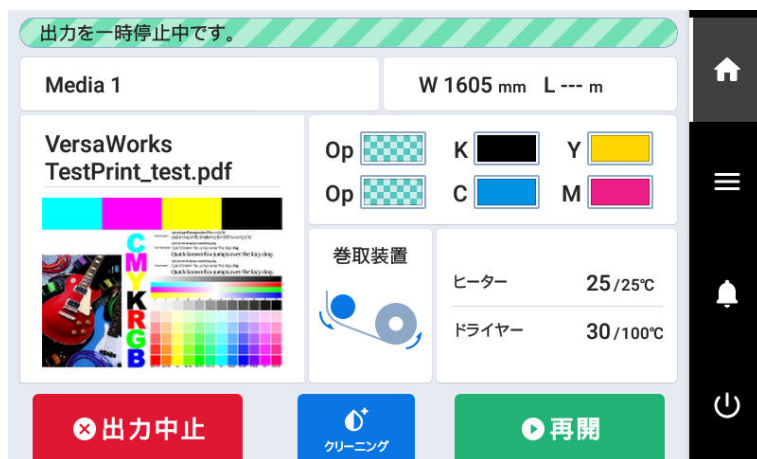 出力を一時停止中です。
Media 1
W 1605 mm L --- m
VersaWorks
TestPrint_test.pdf
Op K Y
Op C M
CMYKRGB
Quick brown fox jumps over the lazy dog.
Quick brown fox jumps over the lazy dog.
巻取装置
ヒーター 25/25℃
ドライヤー 30/100℃
出力中止
クリーニング
再開